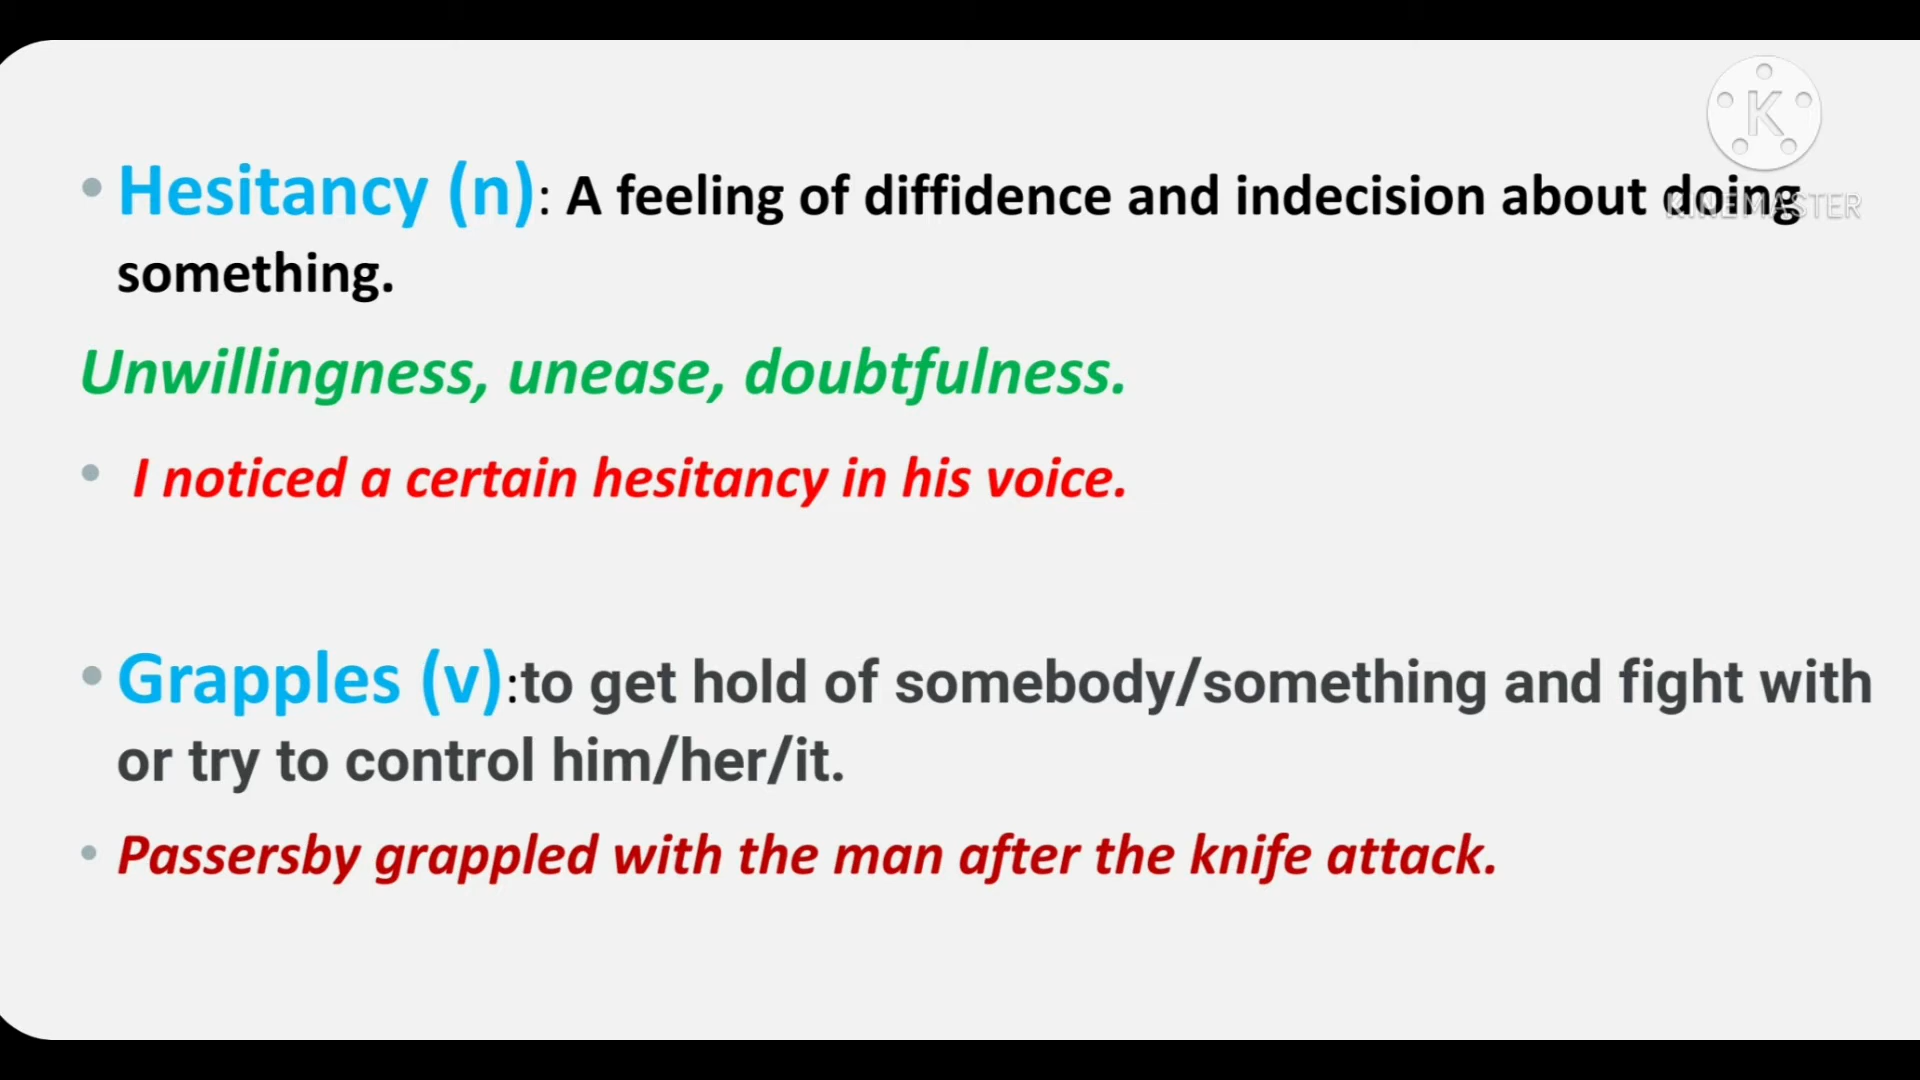 K
KINEMASTER
• Hesitancy (n): A feeling of diffidence and indecision about doing
something.
Unwillingness, unease, doubtfulness.
• I noticed a certain hesitancy in his voice.
• Grapples (v):to get hold of somebody/something and fight with
or try to control him/her/it.
• Passersby grappled with the man after the knife attack.